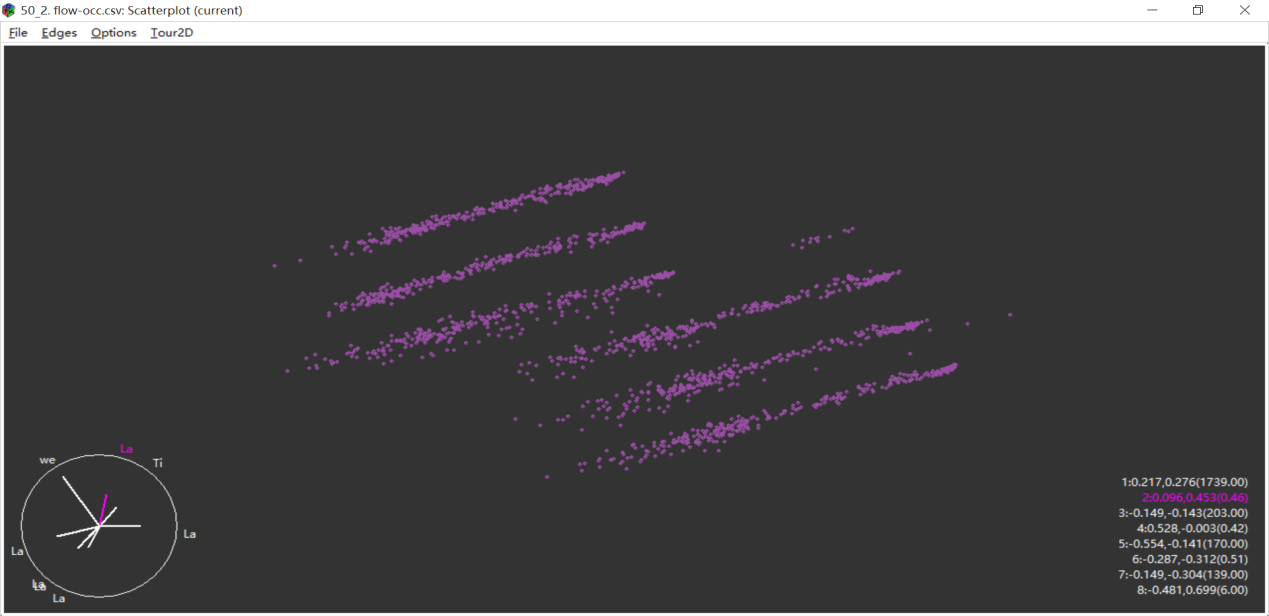 50_2. flow-occ.csv: Scatterplot (current)
File Edges Options Tour2D
La
we
Ti
La
La
La
La
1:0.217,0.276(1739.00)
2:0.096,0.453(0.46)
3:-0.149,-0.143(203.00)
4:0.528,-0.003(0.42)
5:-0.554,-0.141(170.00)
6:-0.287,-0.312(0.51)
7:-0.149,-0.304(139.00)
8:-0.481,0.699(6.00)